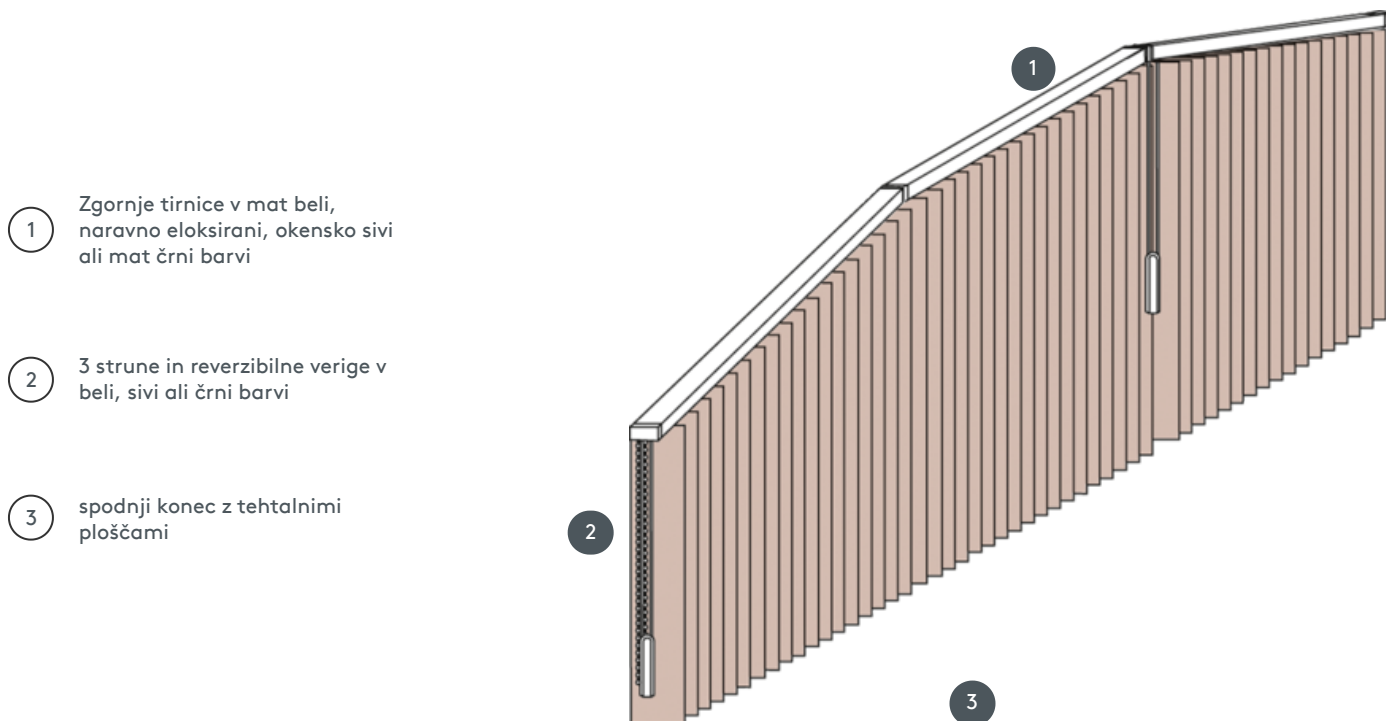 1
Zgornje tirnice v mat beli,
naravno eloksirani, okensko sivi
ali mat črni barvi
2
3 strune in reverzibilne verige v
beli, sivi ali črni barvi
3
spodnji konec z tehtalnimi
ploščami
1
2
3